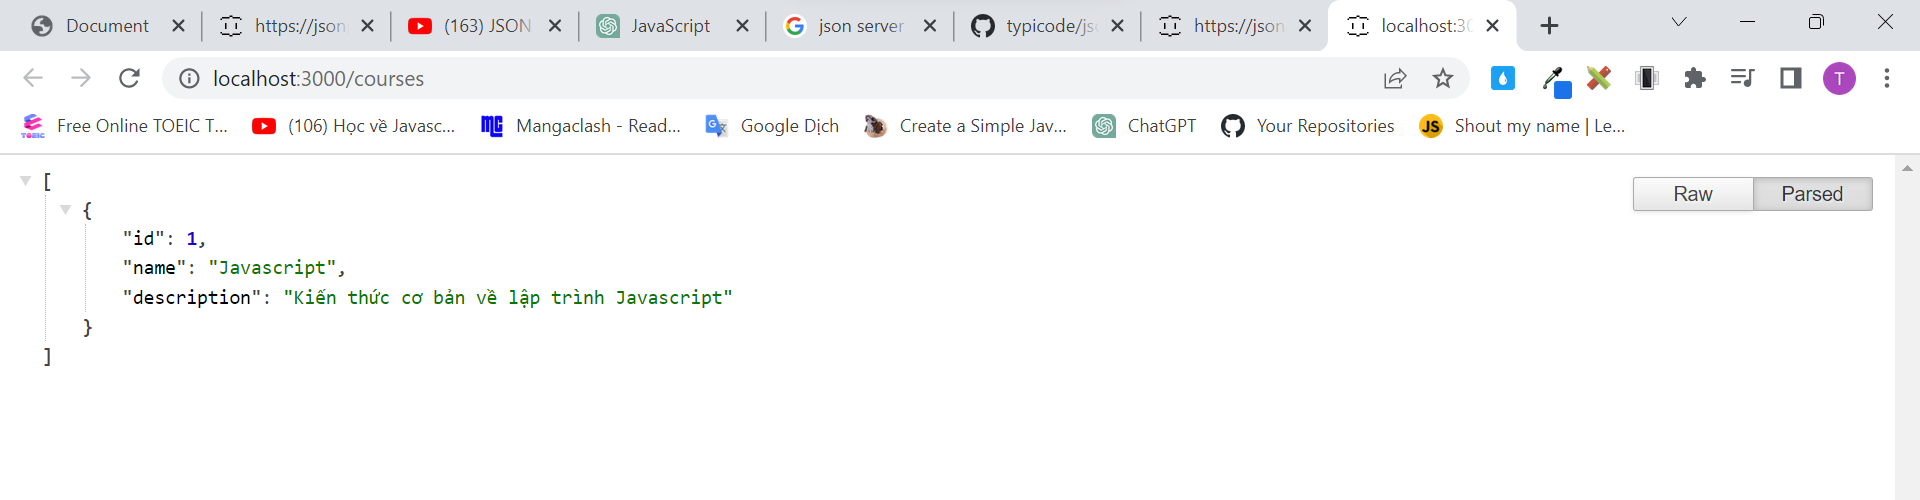 Document
https://json
(163) JSON
JavaScript
json server
typicode/js
https://json
localhost:30
localhost:3000/courses
T
Free Online TOEIC T...
(106) Học về Javasc...
Mangaclash - Read...
Google Dịch
Create a Simple Jav...
ChatGPT
Your Repositories
JS
Shout my name | Le...
Raw
Parsed
[
{
"id": 1,
"name": "Javascript",
"description": "Kiến thức cơ bản về lập trình Javascript"
}
]